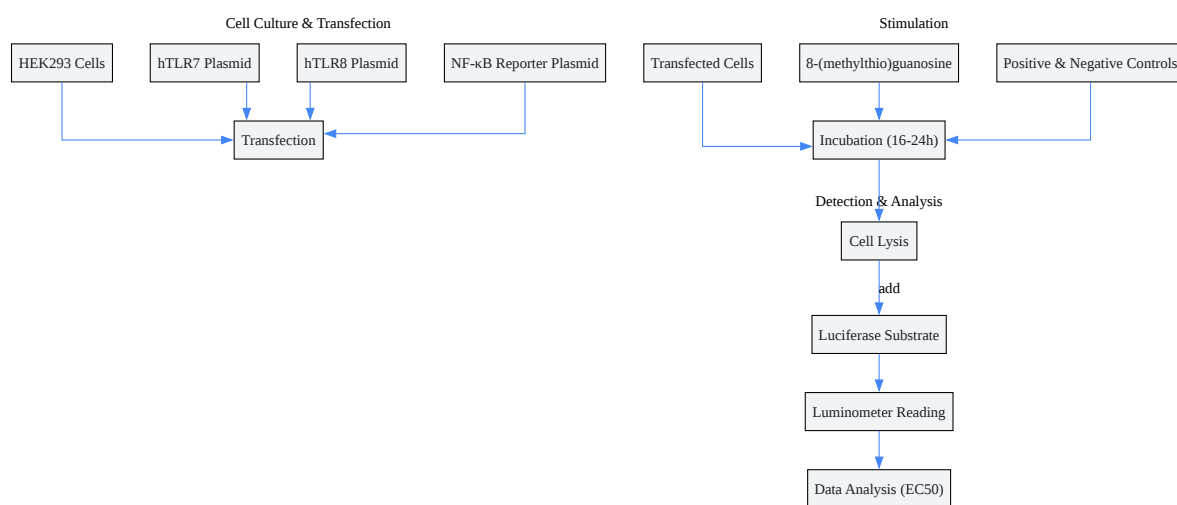 Cell Culture & Transfection
HEK293 Cells
hTLR7 Plasmid
hTLR8 Plasmid
NF-κB Reporter Plasmid
Transfection
Stimulation
Transfected Cells
8-(methylthio)guanosine
Positive & Negative Controls
Incubation (16-24h)
Detection & Analysis
Cell Lysis
add
Luciferase Substrate
Luminometer Reading
Data Analysis (EC50)